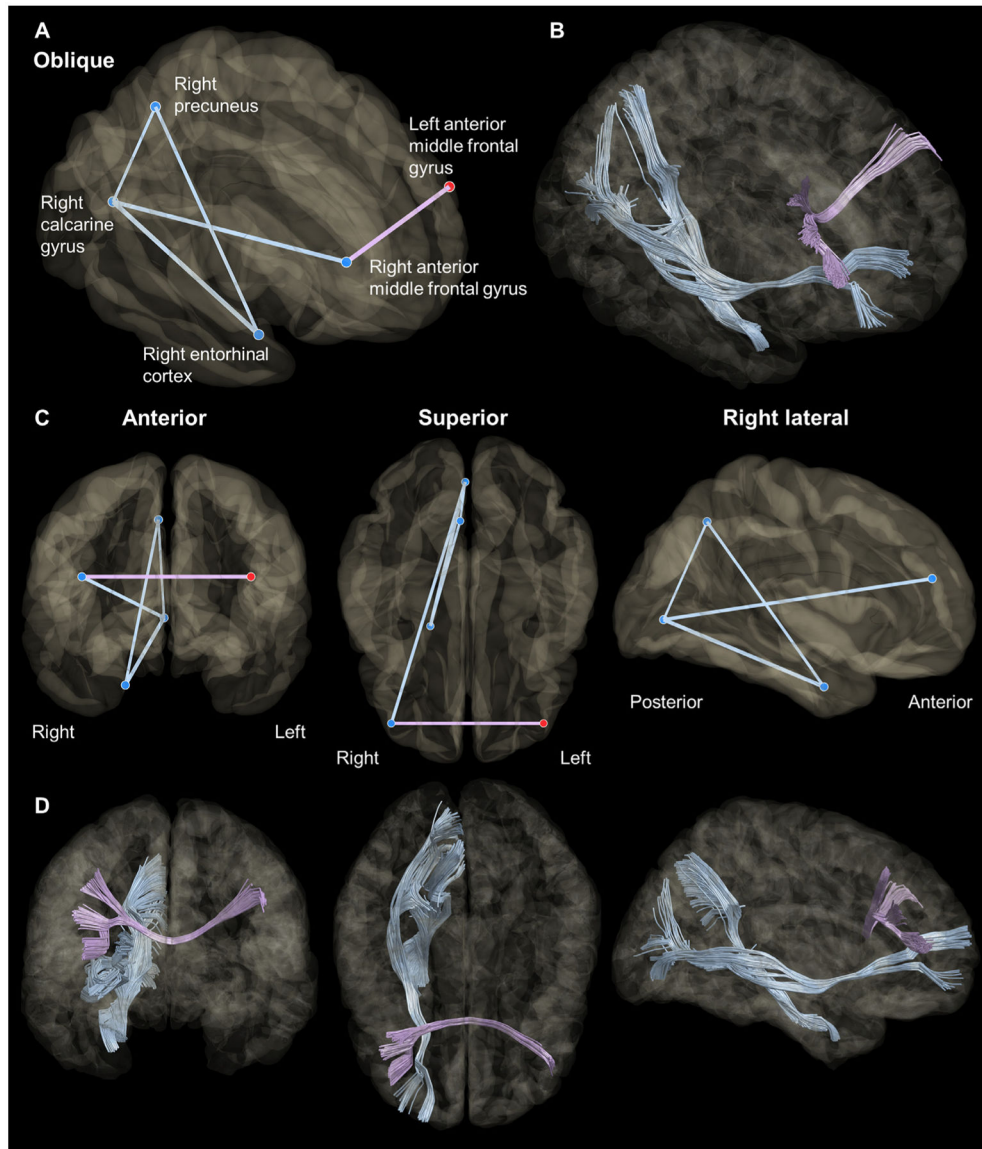 A
Oblique
Right
precuneus
Left anterior
middle frontal
gyrus
Right
calcarine
gyrus
Right anterior
middle frontal gyrus
Right entorhinal
cortex
B
C
Anterior
Superior
Right lateral
Right
Left
Right
Left
Posterior
Anterior
D